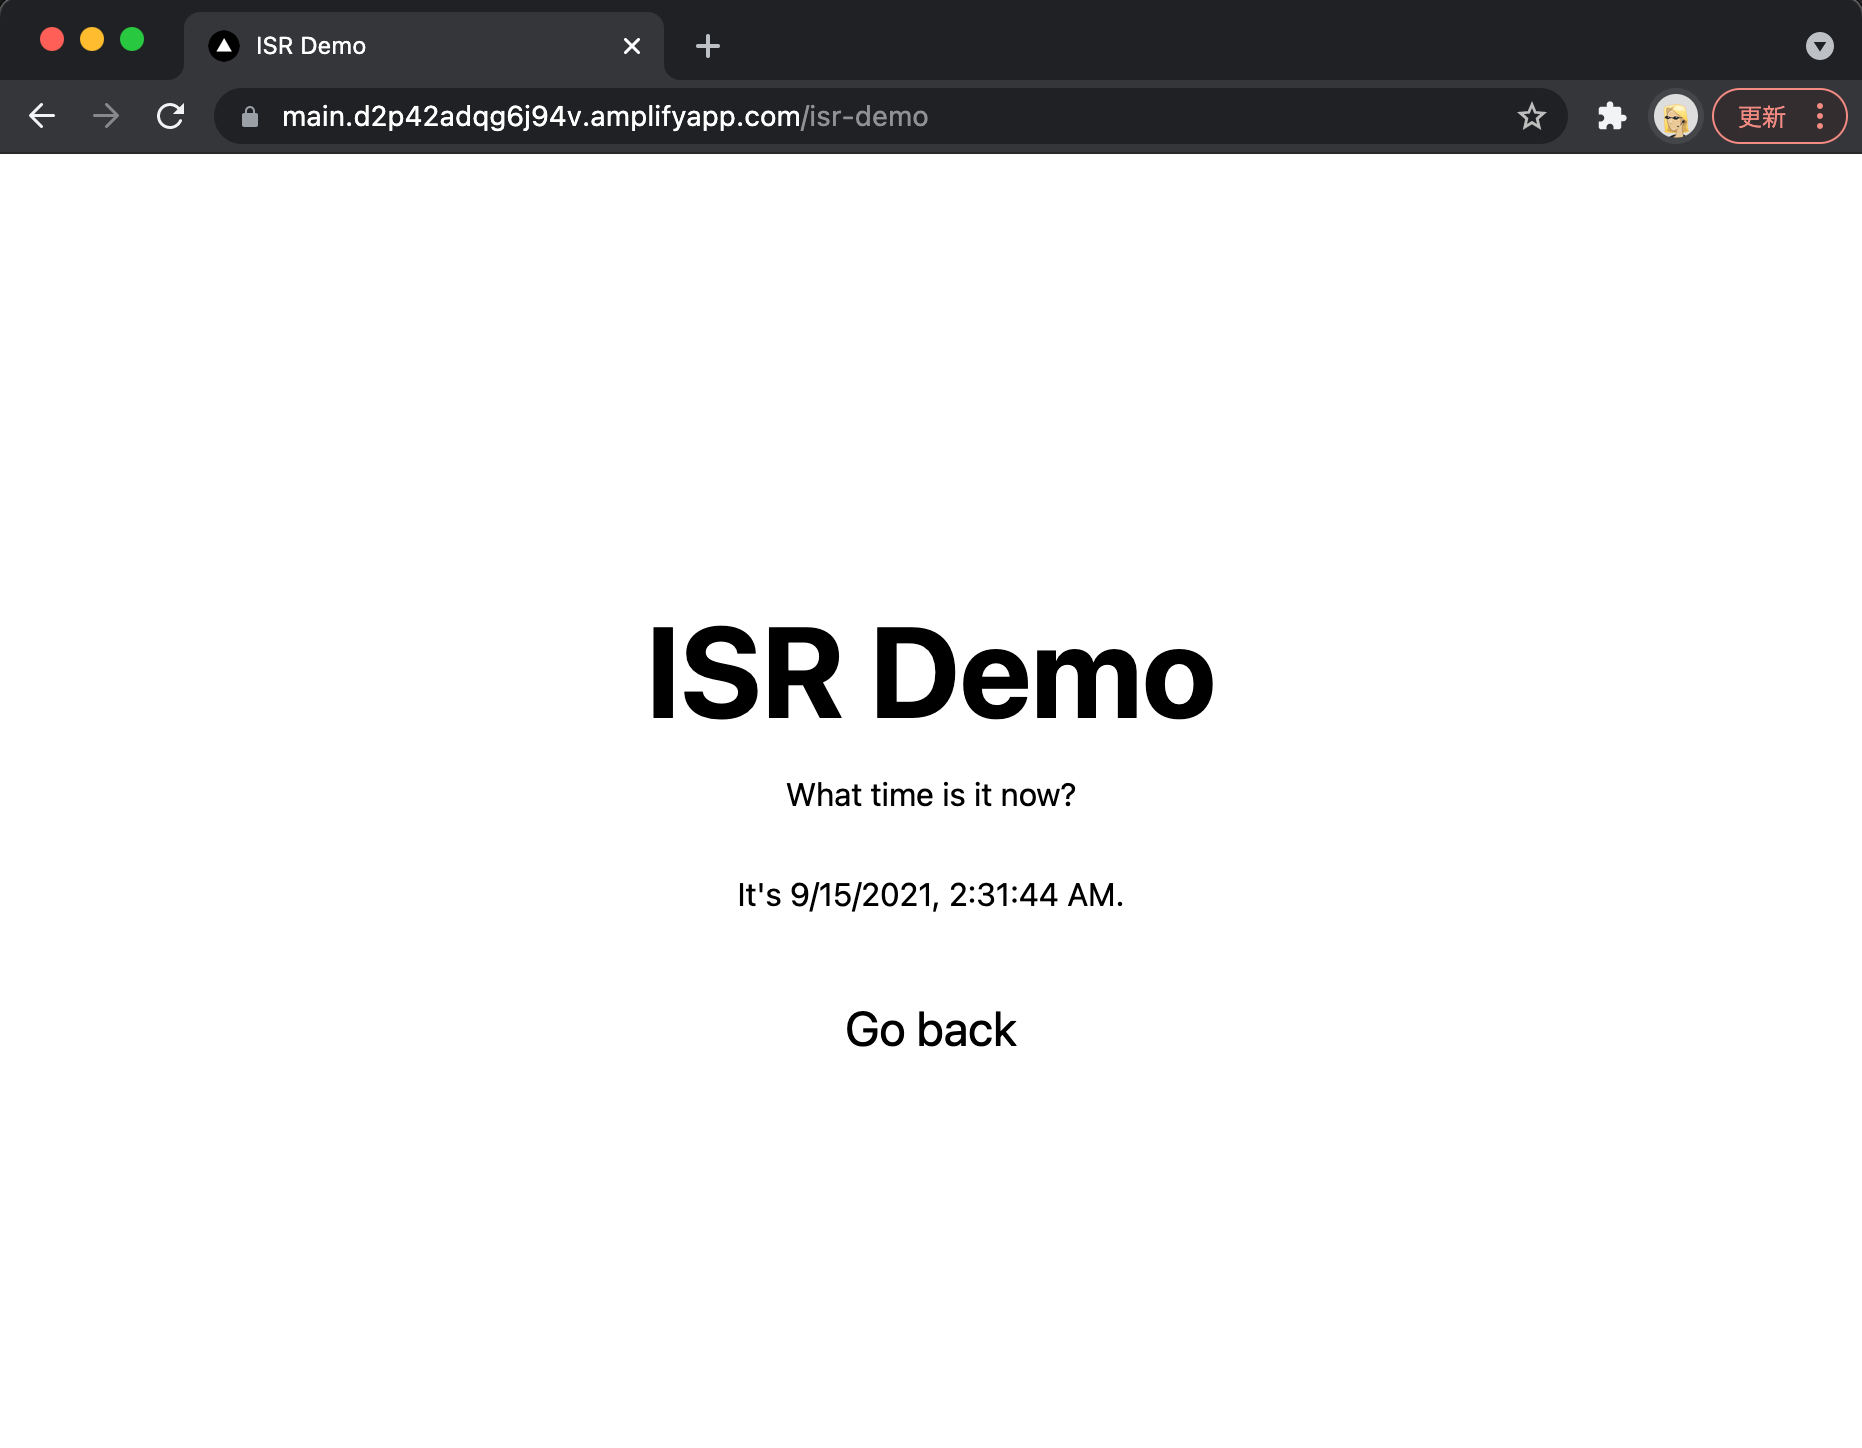 ISR Demo
main.d2p42adqg6j94v.amplifyapp.com/isr-demo
更新
ISR Demo
What time is it now?
It's 9/15/2021, 2:31:44 AM.
Go back